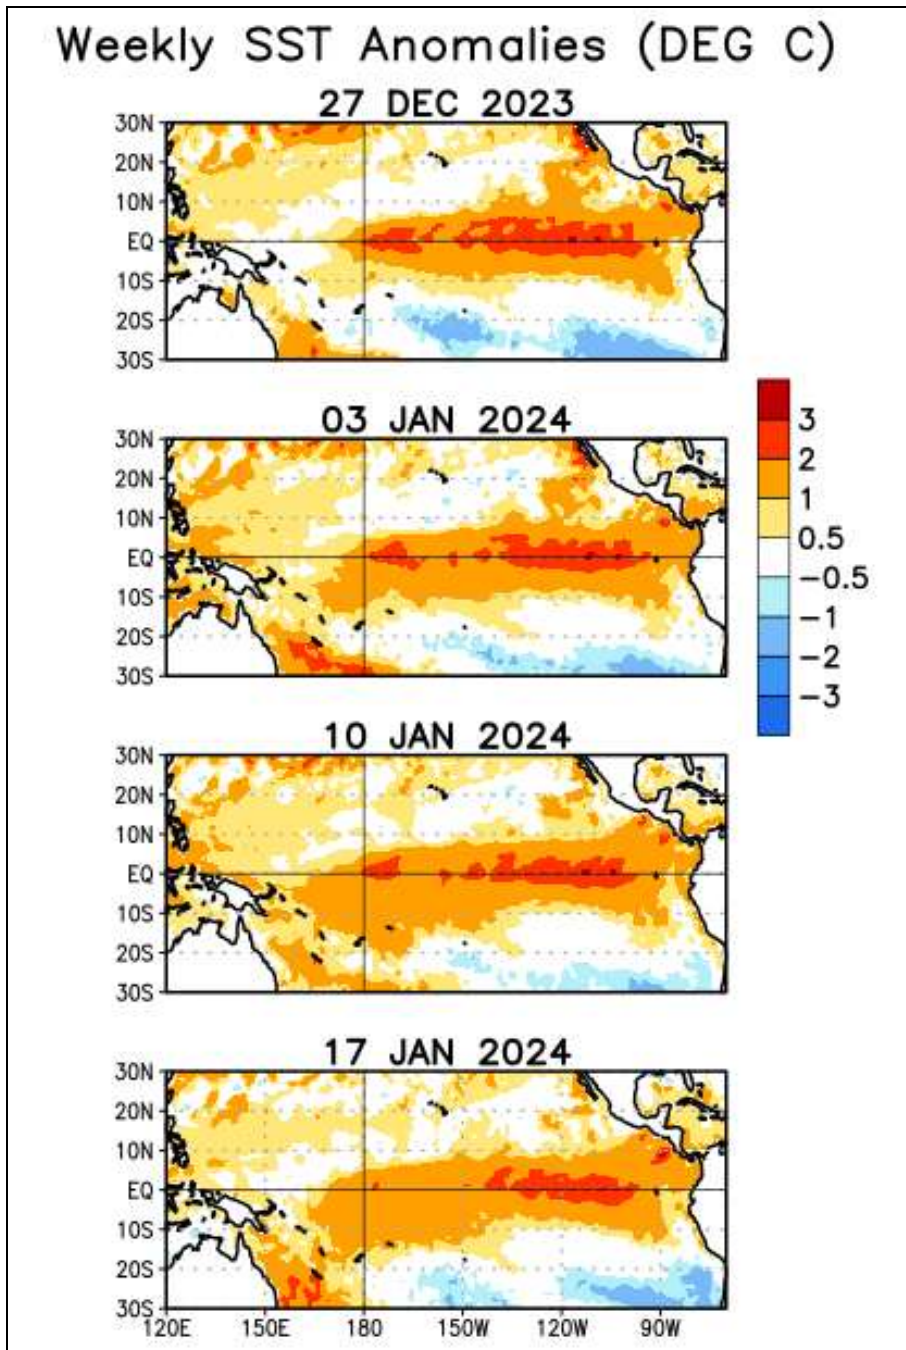 Weekly SST Anomalies (DEG C)
27 DEC 2023
30N
20N
10N
EQ
10S
20S
30S
03 JAN 2024
30N
20N
10N
EQ
10S
20S
30S
3
2
1
0.5
-0.5
-1
-2
-3
10 JAN 2024
30N
20N
10N
EQ
10S
20S
30S
17 JAN 2024
30N
20N
10N
EQ
10S
20S
30S
120E 150E 180 150W 120W 90W